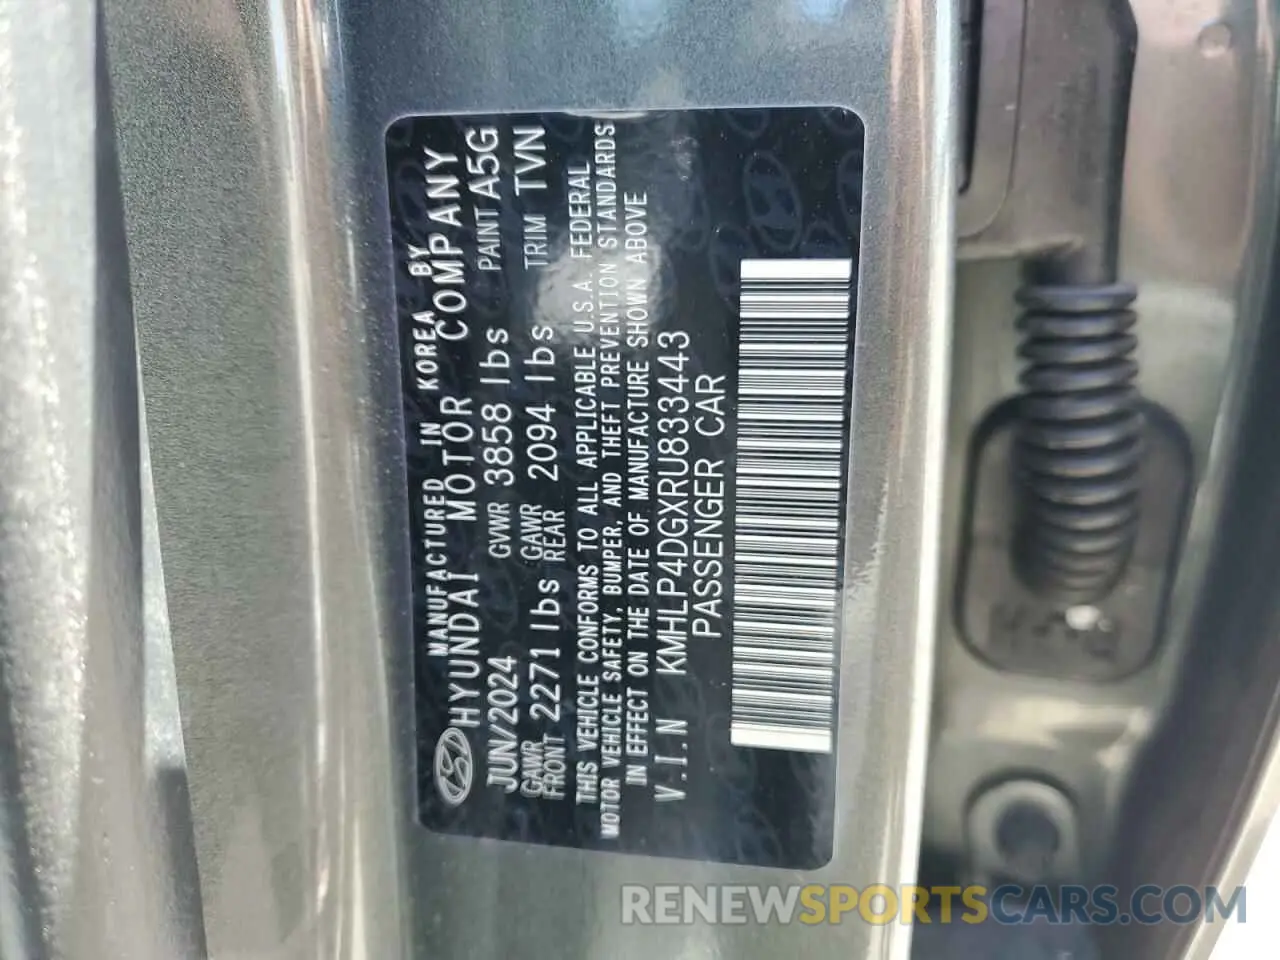 MANUFACTURED IN KOREA BY
HYUNDAI MOTOR COMPANY
JUN/2024 GVWR 3858 lbs PAINT A5G
GAWR FRONT 2271 lbs GAWR REAR 2094 lbs TRIM TVN
THIS VEHICLE CONFORMS TO ALL APPLICABLE U.S.A. FEDERAL
MOTOR VEHICLE SAFETY, BUMPER, AND THEFT PREVENTION STANDARDS
IN EFFECT ON THE DATE OF MANUFACTURE SHOWN ABOVE
V.I.N KMHLP4DGXRU833443
PASSENGER CAR
RENEWSPORTSCARS.COM